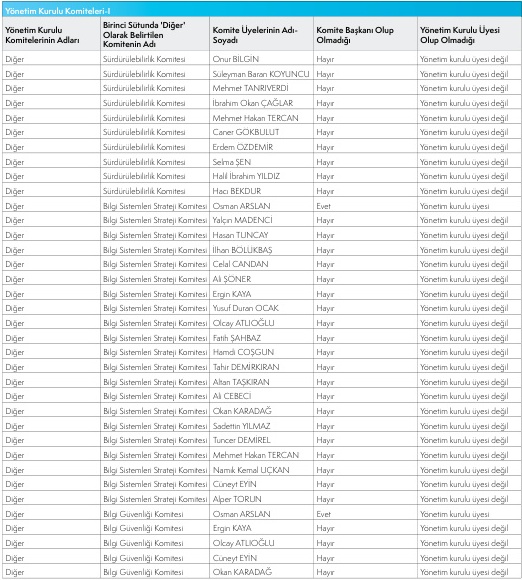 Yönetim Kurulu Komiteleri-I
Yönetim Kurulu Komitelerinin Adları | Birinci Sütunda 'Diğer' Olarak Belirtilen Komitenin Adı | Komite Üyelerinin Adı-Soyadı | Komite Başkanı Olup Olmadığı | Yönetim Kurulu Üyesi Olup Olmadığı
Diğer Sürdürülebilirlik Komitesi Onur BİLGİN Hayır Yönetim kurulu üyesi değil
Diğer Sürdürülebilirlik Komitesi Süleyman Baran KOYUNCU Hayır Yönetim kurulu üyesi değil
Diğer Sürdürülebilirlik Komitesi Mehmet TANRIVERDİ Hayır Yönetim kurulu üyesi değil
Diğer Sürdürülebilirlik Komitesi İbrahim Okan ÇAĞLAR Hayır Yönetim kurulu üyesi değil
Diğer Sürdürülebilirlik Komitesi Mehmet Hakan TERCAN Hayır Yönetim kurulu üyesi değil
Diğer Sürdürülebilirlik Komitesi Caner GÖKBULUT Hayır Yönetim kurulu üyesi değil
Diğer Sürdürülebilirlik Komitesi Erdem ÖZDEMİR Hayır Yönetim kurulu üyesi değil
Diğer Sürdürülebilirlik Komitesi Selma ŞEN Hayır Yönetim kurulu üyesi değil
Diğer Sürdürülebilirlik Komitesi Halil İbrahim YILDIZ Hayır Yönetim kurulu üyesi değil
Diğer Sürdürülebilirlik Komitesi Hacı BEKDUR Hayır Yönetim kurulu üyesi değil
Diğer Bilgi Sistemleri Strateji Komitesi Osman ARSLAN Evet Yönetim kurulu üyesi
Diğer Bilgi Sistemleri Strateji Komitesi Yalçın MADENCİ Hayır Yönetim kurulu üyesi değil
Diğer Bilgi Sistemleri Strateji Komitesi Hasan TUNCAY Hayır Yönetim kurulu üyesi değil
Diğer Bilgi Sistemleri Strateji Komitesi İlhan BÖLÜKBAŞ Hayır Yönetim kurulu üyesi değil
Diğer Bilgi Sistemleri Strateji Komitesi Celal CANDAN Hayır Yönetim kurulu üyesi değil
Diğer Bilgi Sistemleri Strateji Komitesi Ali ŞÖNER Hayır Yönetim kurulu üyesi değil
Diğer Bilgi Sistemleri Strateji Komitesi Ergin KAYA Hayır Yönetim kurulu üyesi değil
Diğer Bilgi Sistemleri Strateji Komitesi Yusuf Duran OCAK Hayır Yönetim kurulu üyesi değil
Diğer Bilgi Sistemleri Strateji Komitesi Olcay ATLIOĞLU Hayır Yönetim kurulu üyesi değil
Diğer Bilgi Sistemleri Strateji Komitesi Fatih ŞAHBAZ Hayır Yönetim kurulu üyesi değil
Diğer Bilgi Sistemleri Strateji Komitesi Hamdi COŞGUN Hayır Yönetim kurulu üyesi değil
Diğer Bilgi Sistemleri Strateji Komitesi Tahir DEMİRKIRAN Hayır Yönetim kurulu üyesi değil
Diğer Bilgi Sistemleri Strateji Komitesi Altan TAŞKIRAN Hayır Yönetim kurulu üyesi değil
Diğer Bilgi Sistemleri Strateji Komitesi Ali CEBECİ Hayır Yönetim kurulu üyesi değil
Diğer Bilgi Sistemleri Strateji Komitesi Okan KARADAĞ Hayır Yönetim kurulu üyesi değil
Diğer Bilgi Sistemleri Strateji Komitesi Sadettin YILMAZ Hayır Yönetim kurulu üyesi değil
Diğer Bilgi Sistemleri Strateji Komitesi Tuncer DEMİREL Hayır Yönetim kurulu üyesi değil
Diğer Bilgi Sistemleri Strateji Komitesi Mehmet Hakan TERCAN Hayır Yönetim kurulu üyesi değil
Diğer Bilgi Sistemleri Strateji Komitesi Namık Kemal UÇKAN Hayır Yönetim kurulu üyesi değil
Diğer Bilgi Sistemleri Strateji Komitesi Cüneyt EYİN Hayır Yönetim kurulu üyesi değil
Diğer Bilgi Sistemleri Strateji Komitesi Alper TORUN Hayır Yönetim kurulu üyesi değil
Diğer Bilgi Güvenliği Komitesi Osman ARSLAN Evet Yönetim kurulu üyesi
Diğer Bilgi Güvenliği Komitesi Ergin KAYA Hayır Yönetim kurulu üyesi değil
Diğer Bilgi Güvenliği Komitesi Olcay ATLIOĞLU Hayır Yönetim kurulu üyesi değil
Diğer Bilgi Güvenliği Komitesi Cüneyt EYİN Hayır Yönetim kurulu üyesi değil
Diğer Bilgi Güvenliği Komitesi Okan KARADAĞ Hayır Yönetim kurulu üyesi değil